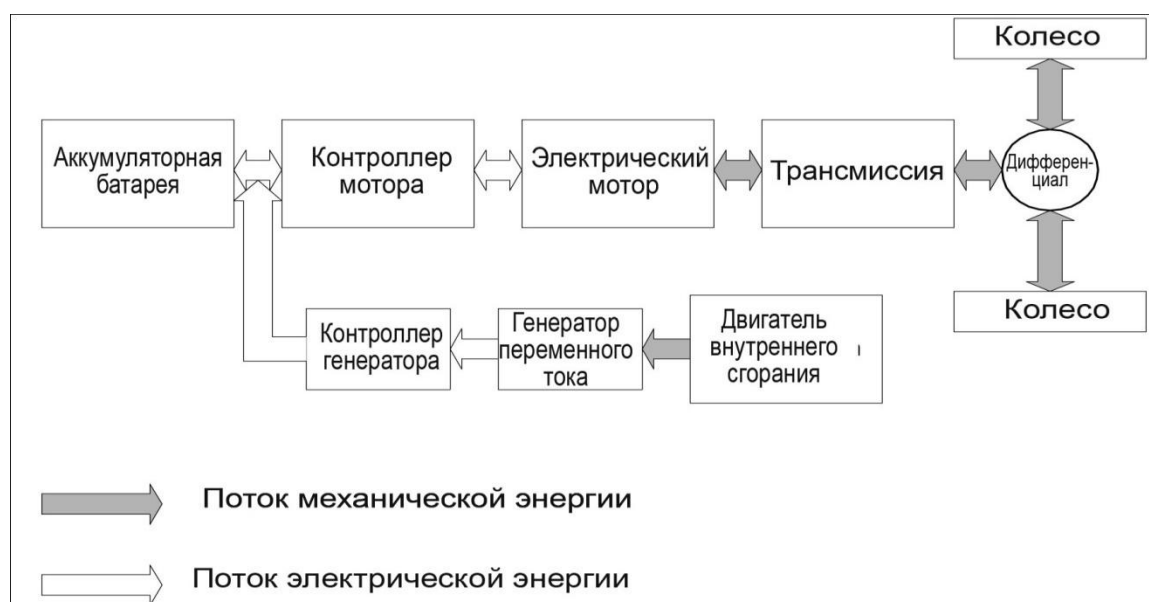 Колесо
Аккумуляторная
батарея
Контроллер
мотора
Электрический
мотор
Трансмиссия
Дифферен-
циал
Колесо
Контроллер
генератора
Генератор
переменного
тока
Двигатель
внутреннего
сгорания
Поток механической энергии
Поток электрической энергии